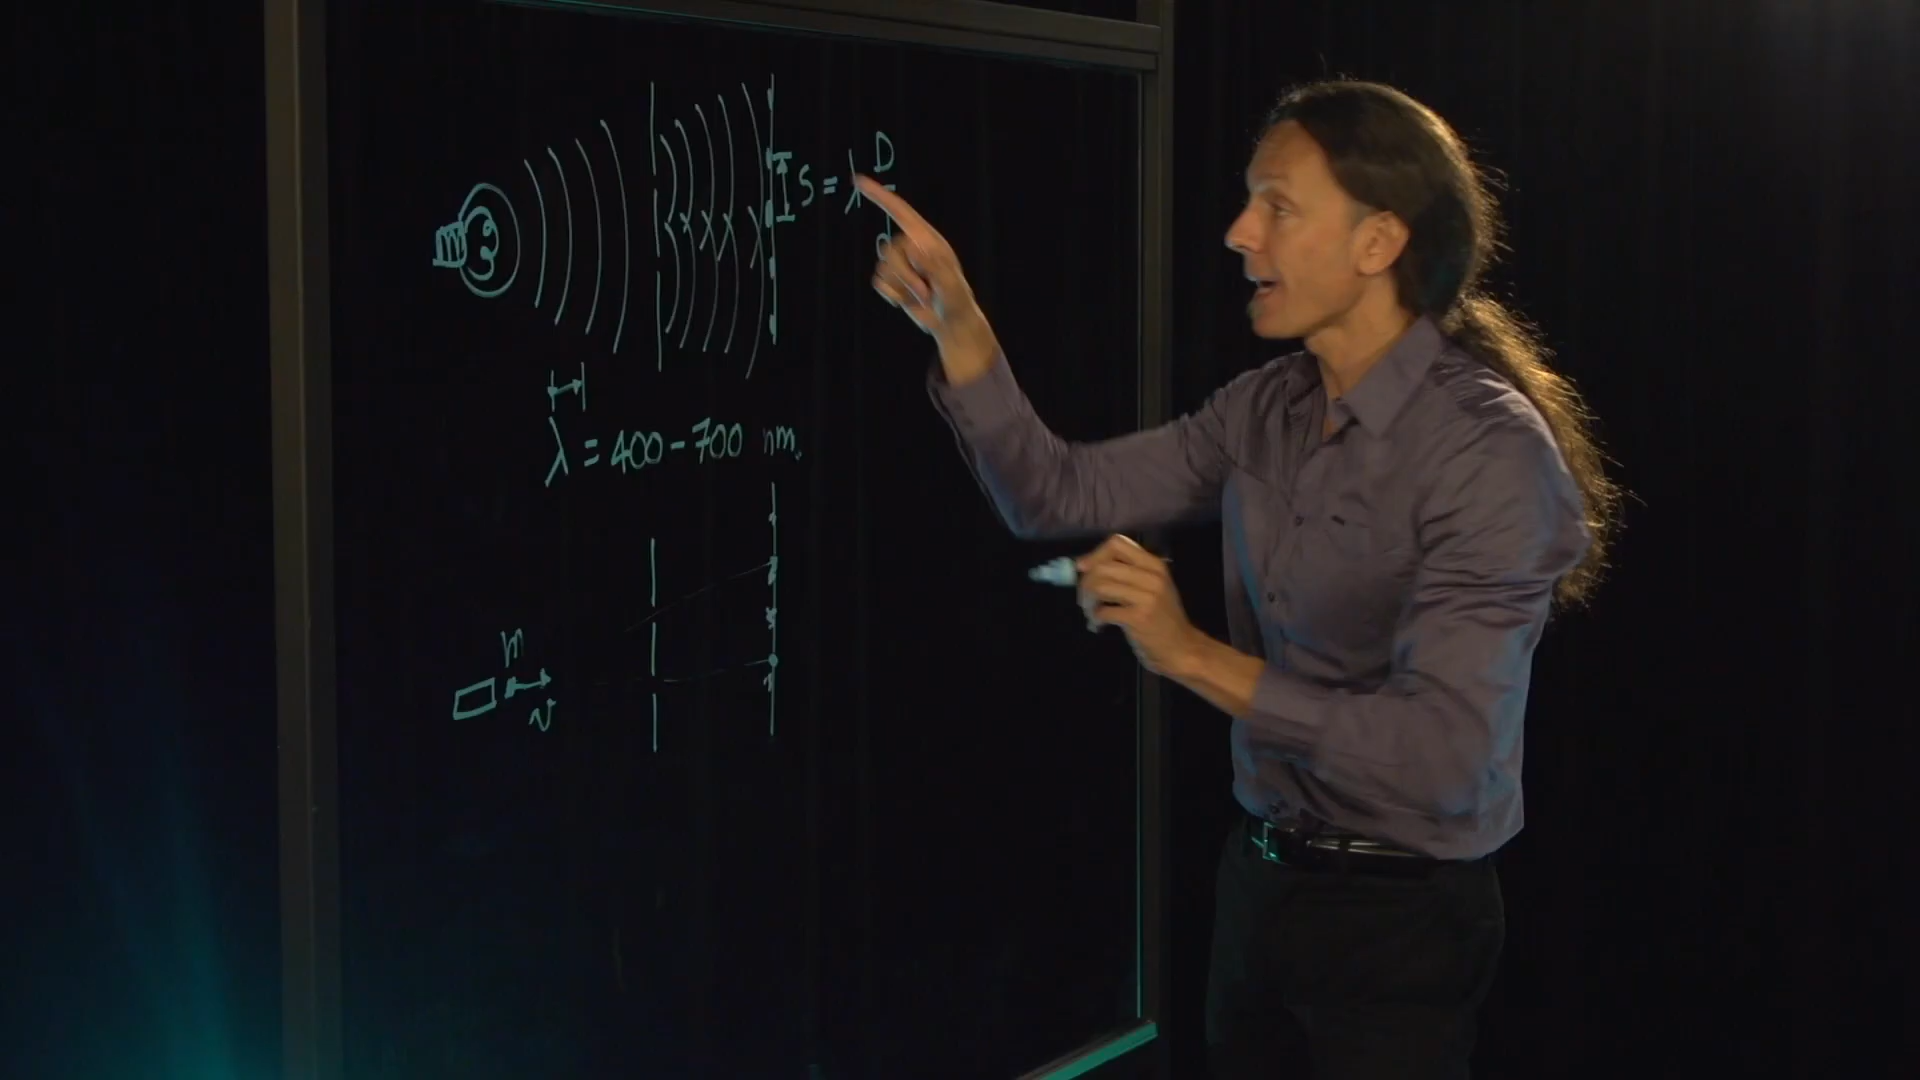 S = λ D
d
λ = 400 - 700 nm.
m
v